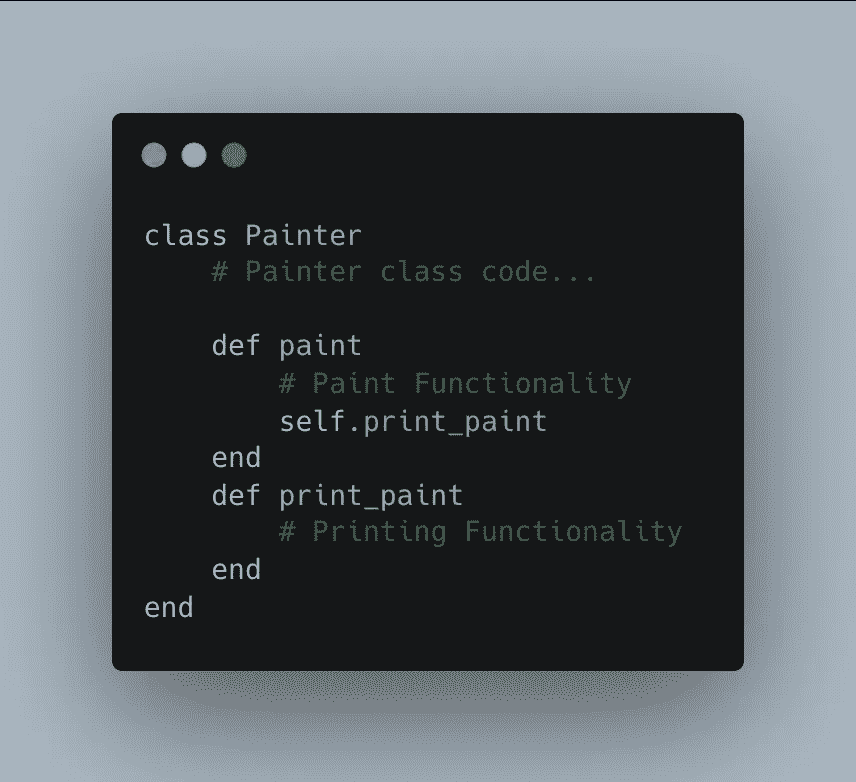 class Painter
    # Painter class code...

    def paint
        # Paint Functionality
        self.print_paint
    end
    def print_paint
        # Printing Functionality
    end
end